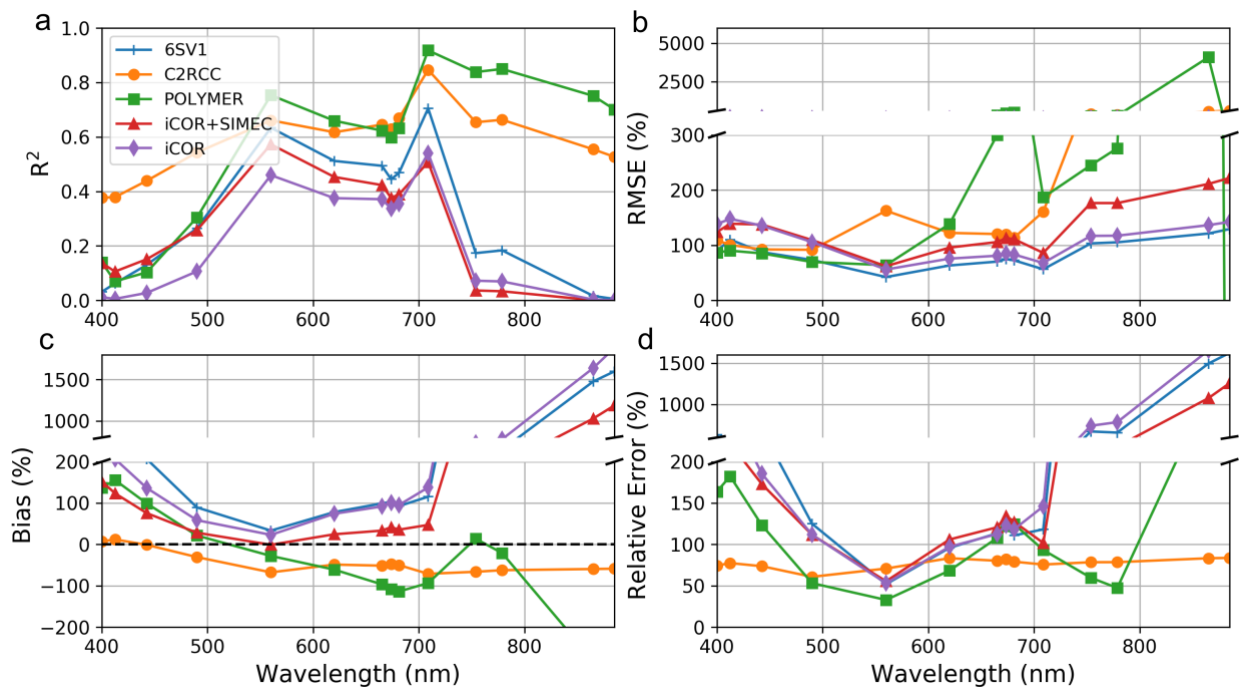 a
R²
1.0
0.8
0.6
0.4
0.2
0.0
6SV1
C2RCC
POLYMER
iCOR+SIMEC
iCOR
400 500 600 700 800
b
RMSE (%)
5000
2500
300
200
100
0
400 500 600 700 800
c
Bias (%)
1500
1000
200
100
0
−100
−200
400 500 600 700 800
Wavelength (nm)
d
Relative Error (%)
1500
1000
200
150
100
50
0
400 500 600 700 800
Wavelength (nm)